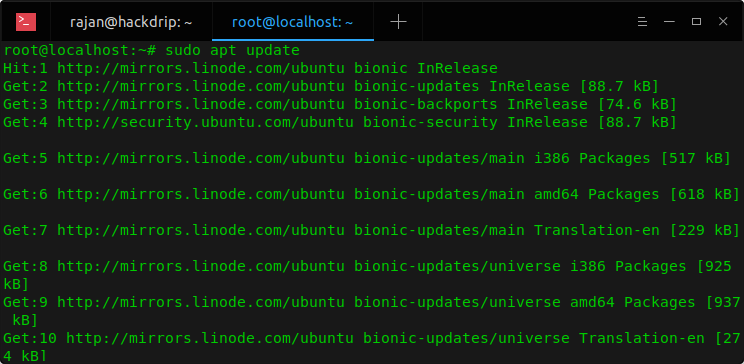 rajan@hackdrip: ~
root@localhost: ~
root@localhost:~# sudo apt update
Hit:1 http://mirrors.linode.com/ubuntu bionic InRelease
Get:2 http://mirrors.linode.com/ubuntu bionic-updates InRelease [88.7 kB]
Get:3 http://mirrors.linode.com/ubuntu bionic-backports InRelease [74.6 kB]
Get:4 http://security.ubuntu.com/ubuntu bionic-security InRelease [88.7 kB]
Get:5 http://mirrors.linode.com/ubuntu bionic-updates/main i386 Packages [517 kB]
Get:6 http://mirrors.linode.com/ubuntu bionic-updates/main amd64 Packages [618 kB]
Get:7 http://mirrors.linode.com/ubuntu bionic-updates/main Translation-en [229 kB]
Get:8 http://mirrors.linode.com/ubuntu bionic-updates/universe i386 Packages [925
kB]
Get:9 http://mirrors.linode.com/ubuntu bionic-updates/universe amd64 Packages [937
kB]
Get:10 http://mirrors.linode.com/ubuntu bionic-updates/universe Translation-en [27
4 kB]